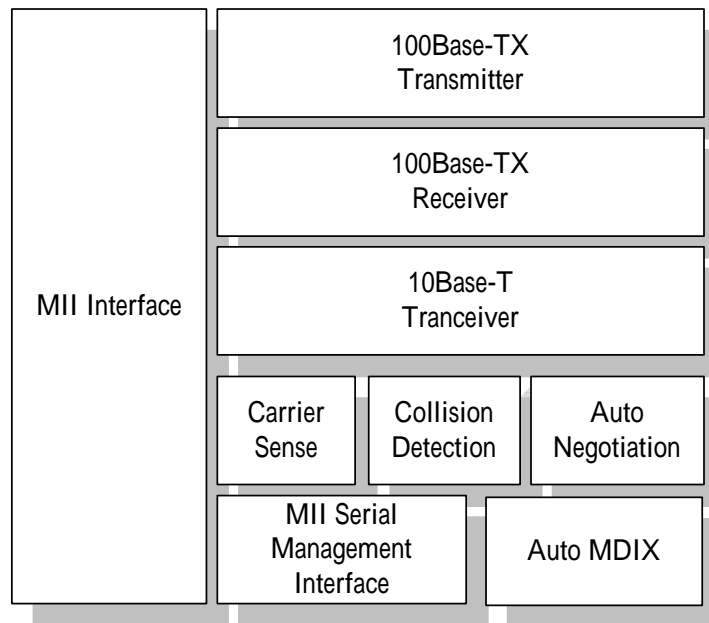 MII Interface
100Base-TX
Transmitter
100Base-TX
Receiver
10Base-T
Tranceiver
Carrier
Sense
Collision
Detection
Auto
Negotiation
MII Serial
Management
Interface
Auto MDIX